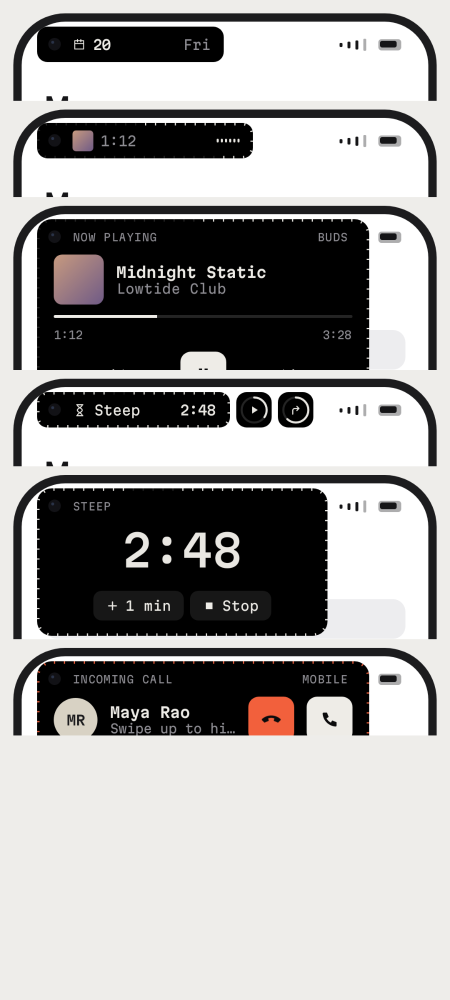 20 Fri
1:12
NOW PLAYING BUDS
Midnight Static
Lowtide Club
1:12 3:28
Steep 2:48
STEEP
2:48
+ 1 min Stop
INCOMING CALL MOBILE
MR Maya Rao
Swipe up to hi…